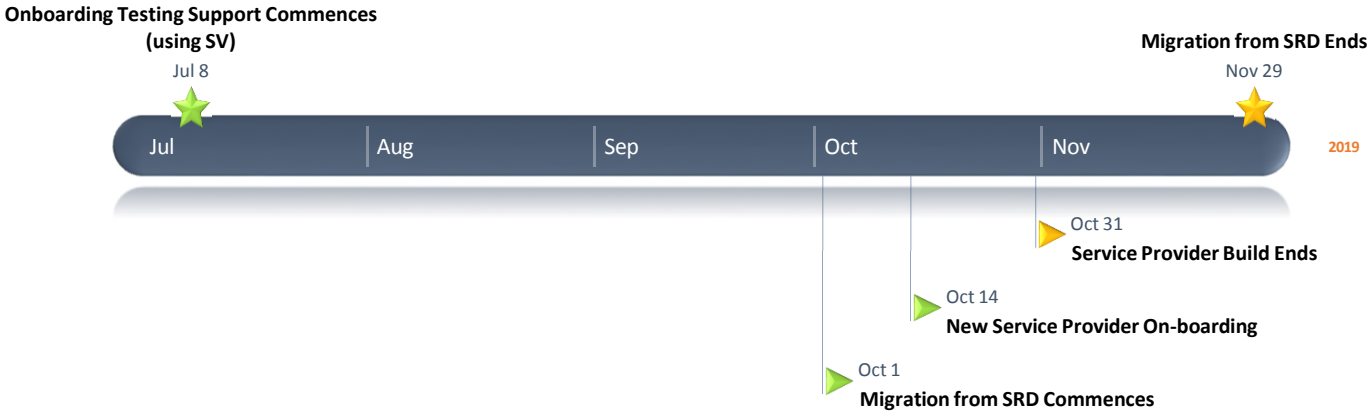 Onboarding Testing Support Commences
(using SV)
Jul 8
Migration from SRD Ends
Nov 29
Jul
Aug
Sep
Oct
Nov
2019
Oct 31
Service Provider Build Ends
Oct 14
New Service Provider On-boarding
Oct 1
Migration from SRD Commences